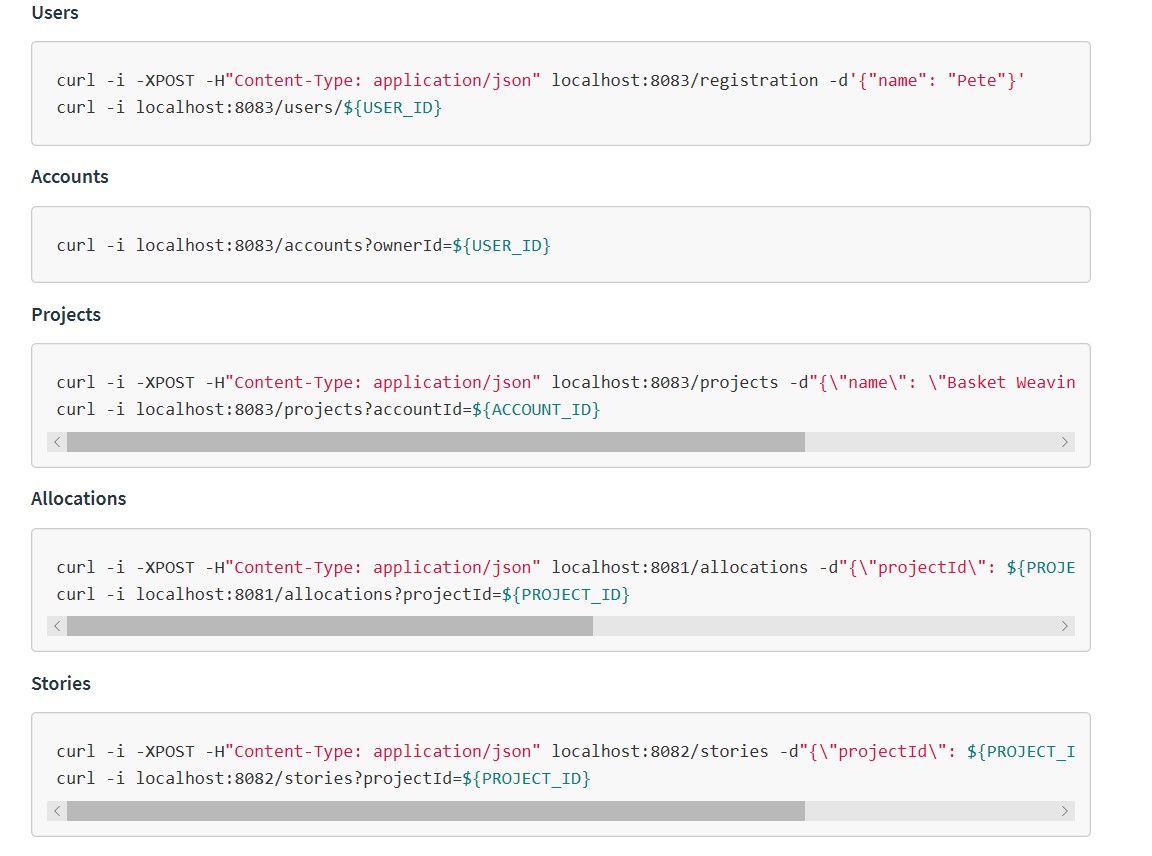 Users
curl -i -XPOST -H"Content-Type: application/json" localhost:8083/registration -d'{"name": "Pete"}'
curl -i localhost:8083/users/${USER_ID}
Accounts
curl -i localhost:8083/accounts?ownerId=${USER_ID}
Projects
curl -i -XPOST -H"Content-Type: application/json" localhost:8083/projects -d"{\"name\": \"Basket Weavin
curl -i localhost:8083/projects?accountId=${ACCOUNT_ID}
Allocations
curl -i -XPOST -H"Content-Type: application/json" localhost:8081/allocations -d"{\"projectId\": ${PROJE
curl -i localhost:8081/allocations?projectId=${PROJECT_ID}
Stories
curl -i -XPOST -H"Content-Type: application/json" localhost:8082/stories -d"{\"projectId\": ${PROJECT_I
curl -i localhost:8082/stories?projectId=${PROJECT_ID}